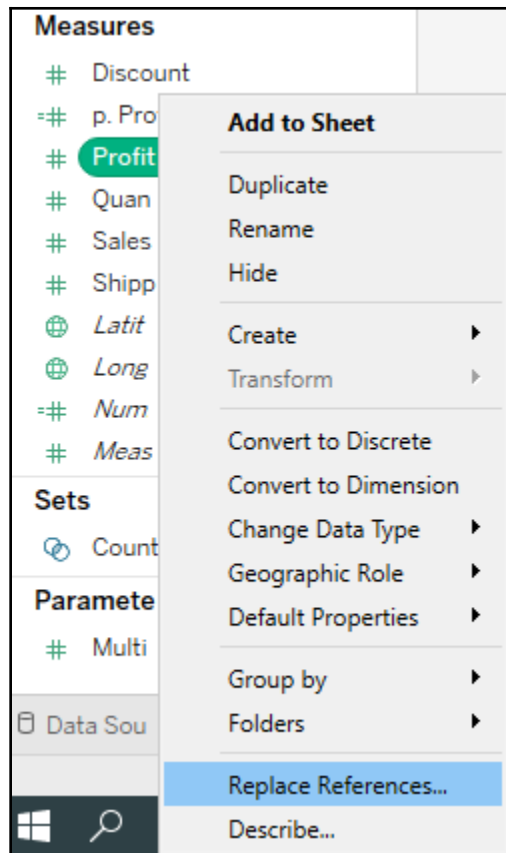 Measures
Discount
p. Pro
Profit
Quan
Sales
Shipp
Latit
Long
Num
Meas
Sets
Count
Paramete
Multi
Data Sou
Add to Sheet
Duplicate
Rename
Hide
Create
Transform
Convert to Discrete
Convert to Dimension
Change Data Type
Geographic Role
Default Properties
Group by
Folders
Replace References...
Describe...